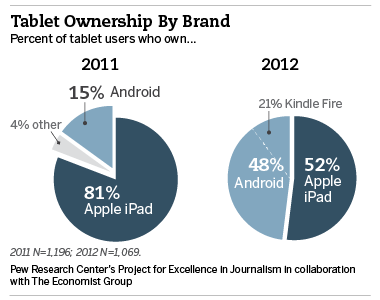 Tablet Ownership By Brand
Percent of tablet users who own...
2011
2012
15% Android
4% other
81%
Apple iPad
21% Kindle Fire
48%
Android
52%
Apple
iPad
2011 N=1,196; 2012 N=1,069.
Pew Research Center's Project for Excellence in Journalism in collaboration
with The Economist Group